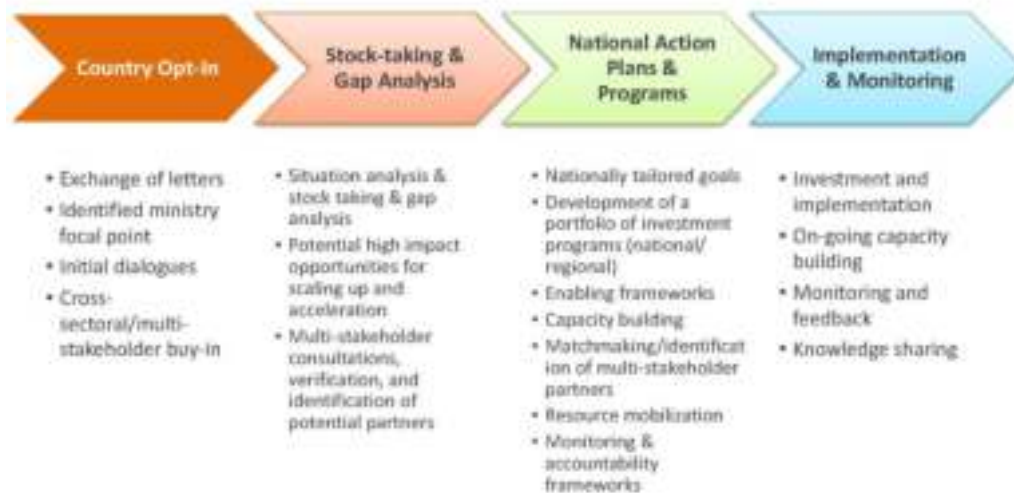 Country Opt-In
Stock-taking &
Gap Analysis
National Action
Plans &
Programs
Implementation
& Monitoring
• Exchange of letters
• Identified ministry
focal point
• Initial dialogues
• Cross-
sectoral/multi-
stakeholder buy-in
• Situation analysis &
stock taking & gap
analysis
• Potential high impact
opportunities for
scaling up and
acceleration
• Multi-stakeholder
consultations,
verification, and
identification of
potential partners
• Nationally tailored goals
• Development of a
portfolio of investment
programs (national/
regional)
• Enabling frameworks
• Capacity building
• Matchmaking/identificat
ion of multi-stakeholder
partners
• Resource mobilization
• Monitoring &
accountability
frameworks
• Investment and
implementation
• On-going capacity
building
• Monitoring and
feedback
• Knowledge sharing